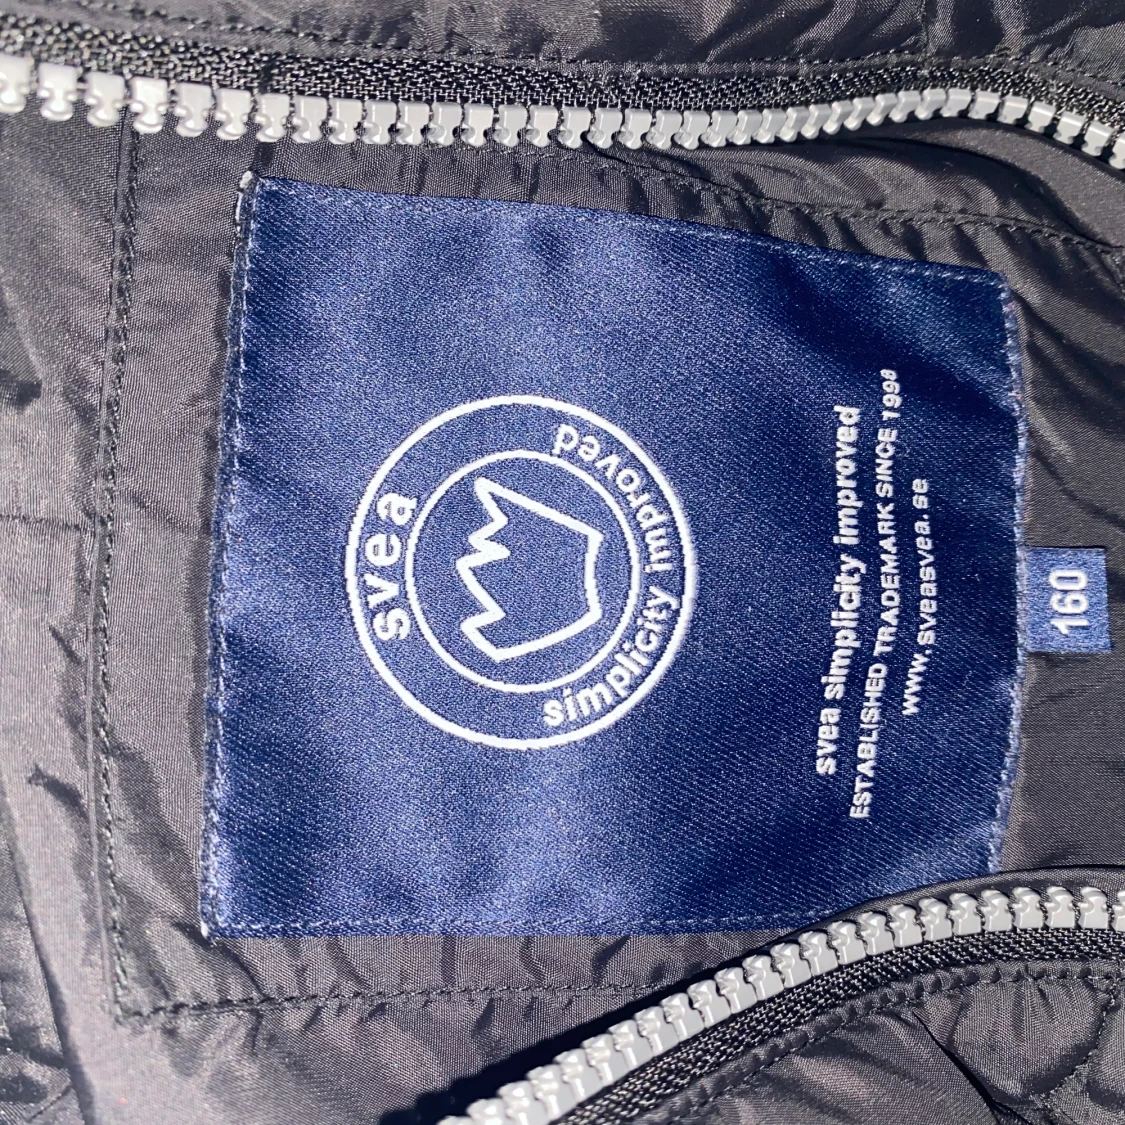 svea
simplicity improved
svea simplicity improved
ESTABLISHED TRADEMARK SINCE 1998
www.sveasvea.se
160